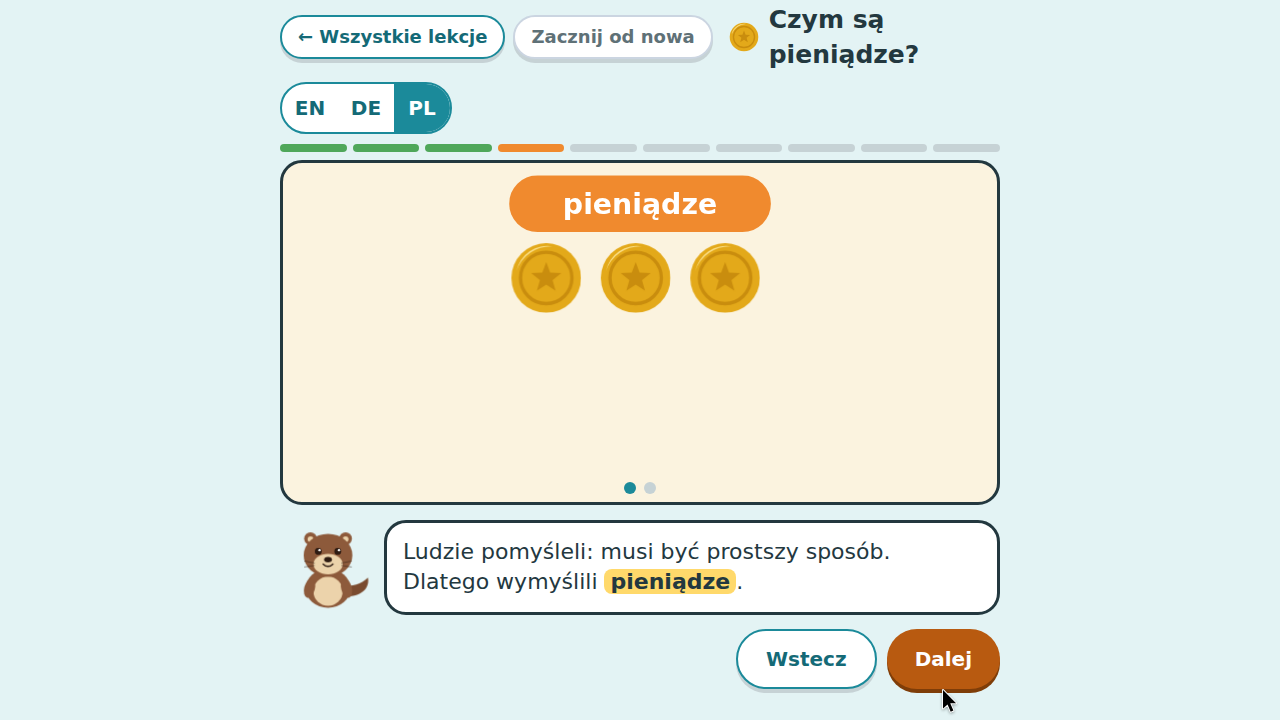 ← Wszystkie lekcje
Zacznij od nowa
Czym są
pieniądze?
EN DE PL
pieniądze
Ludzie pomyśleli: musi być prostszy sposób.
Dlatego wymyślili pieniądze.
Wstecz
Dalej